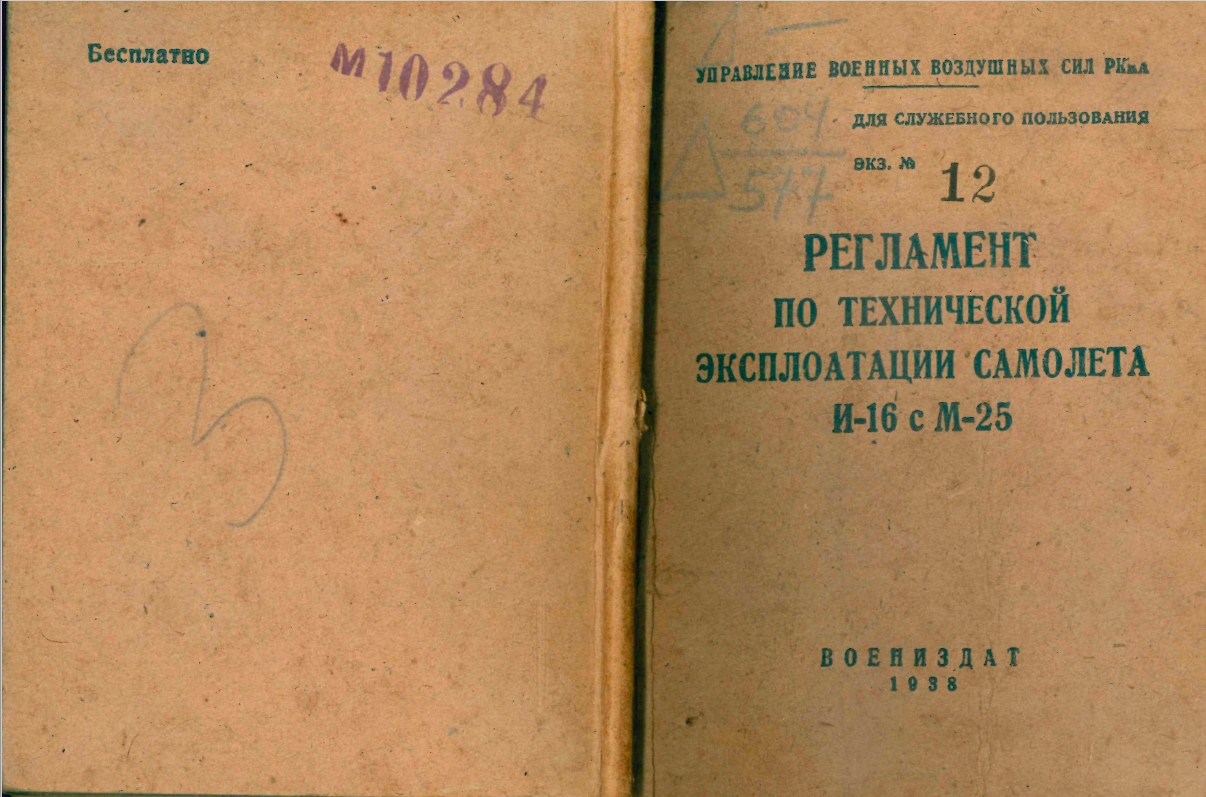 Бесплатно
М10284
УПРАВЛЕНИЕ ВОЕННЫХ ВОЗДУШНЫХ СИЛ РККА
ДЛЯ СЛУЖЕБНОГО ПОЛЬЗОВАНИЯ
ЭКЗ. № 12
604
577
РЕГЛАМЕНТ
ПО ТЕХНИЧЕСКОЙ
ЭКСПЛОАТАЦИИ САМОЛЕТА
И-16 с М-25
ВОЕНИЗДАТ
1938